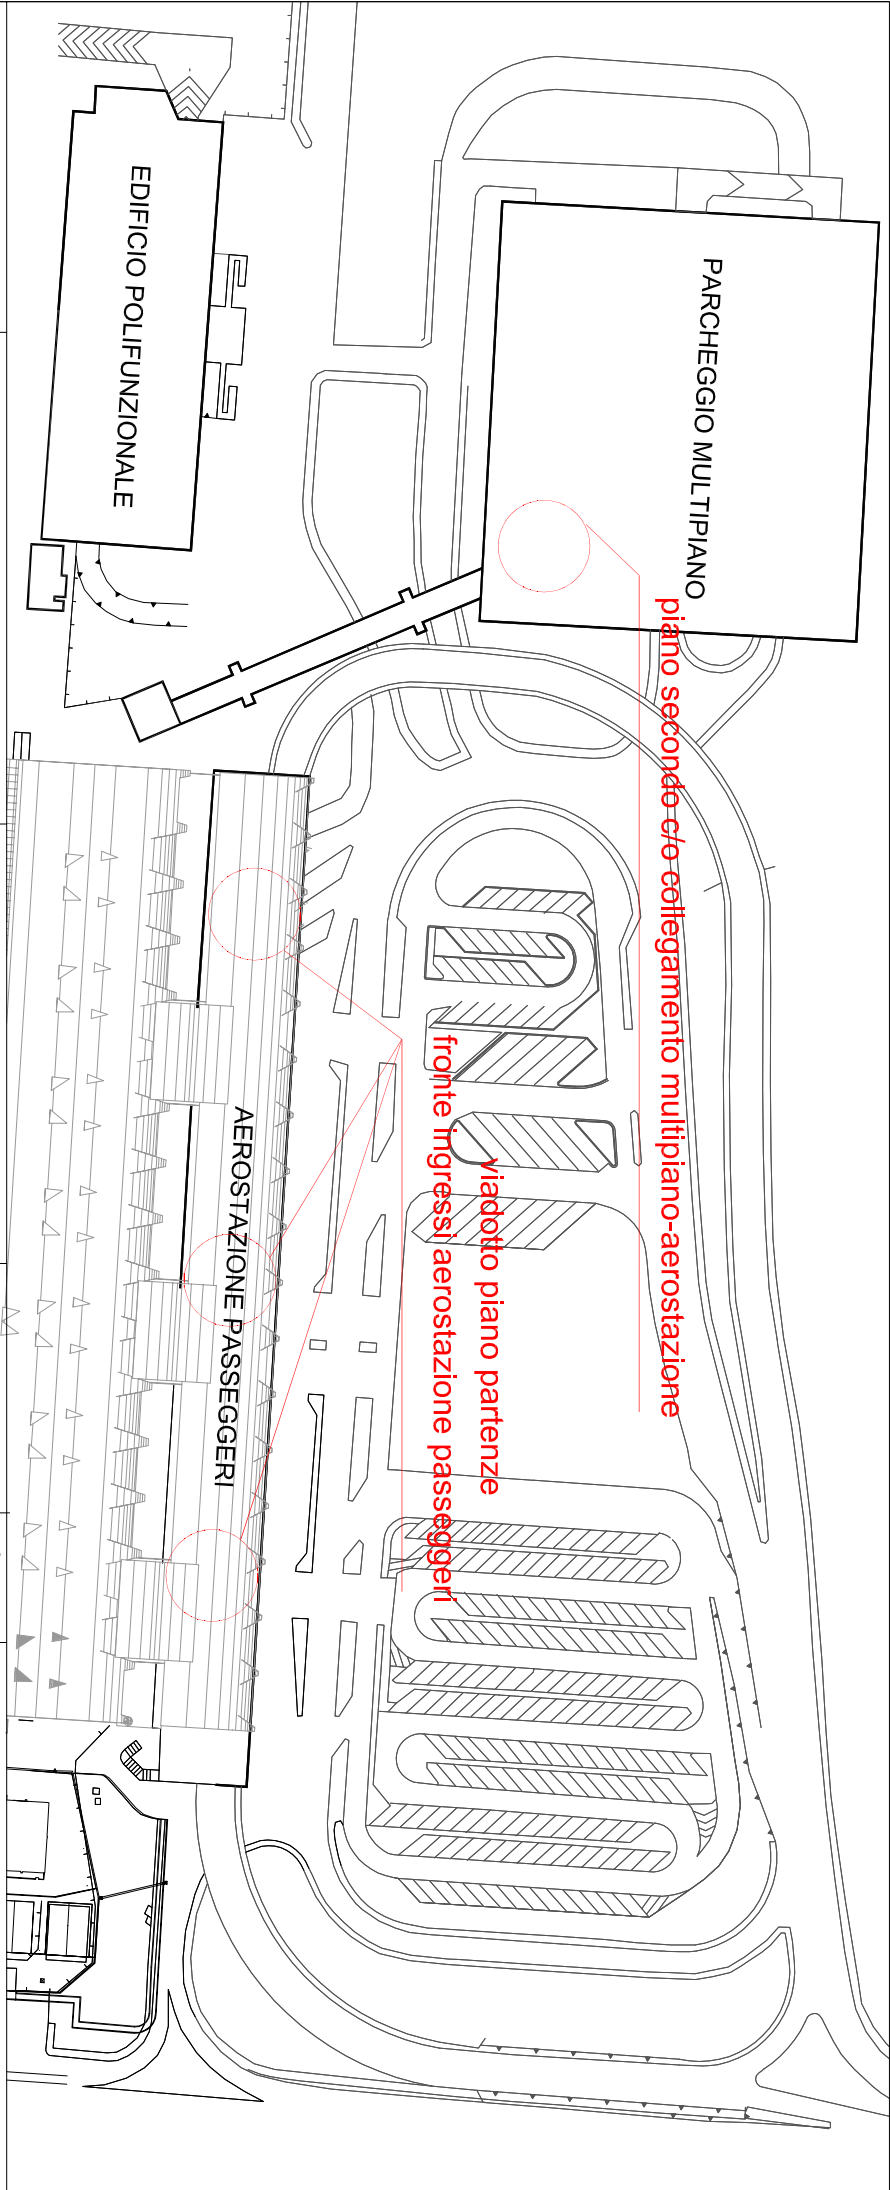 EDIFICIO POLIFUNZIONALE
PARCHEGGIO MULTIPIANO
piano secondo c/o collegamento multipiano-aerostazione
viadotto piano partenze
fronte ingressi aerostazione passeggeri
AEROSTAZIONE PASSEGGERI